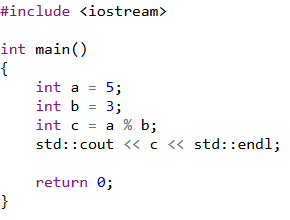 #include <iostream>

int main()
{
    int a = 5;
    int b = 3;
    int c = a % b;
    std::cout << c << std::endl;

    return 0;
}